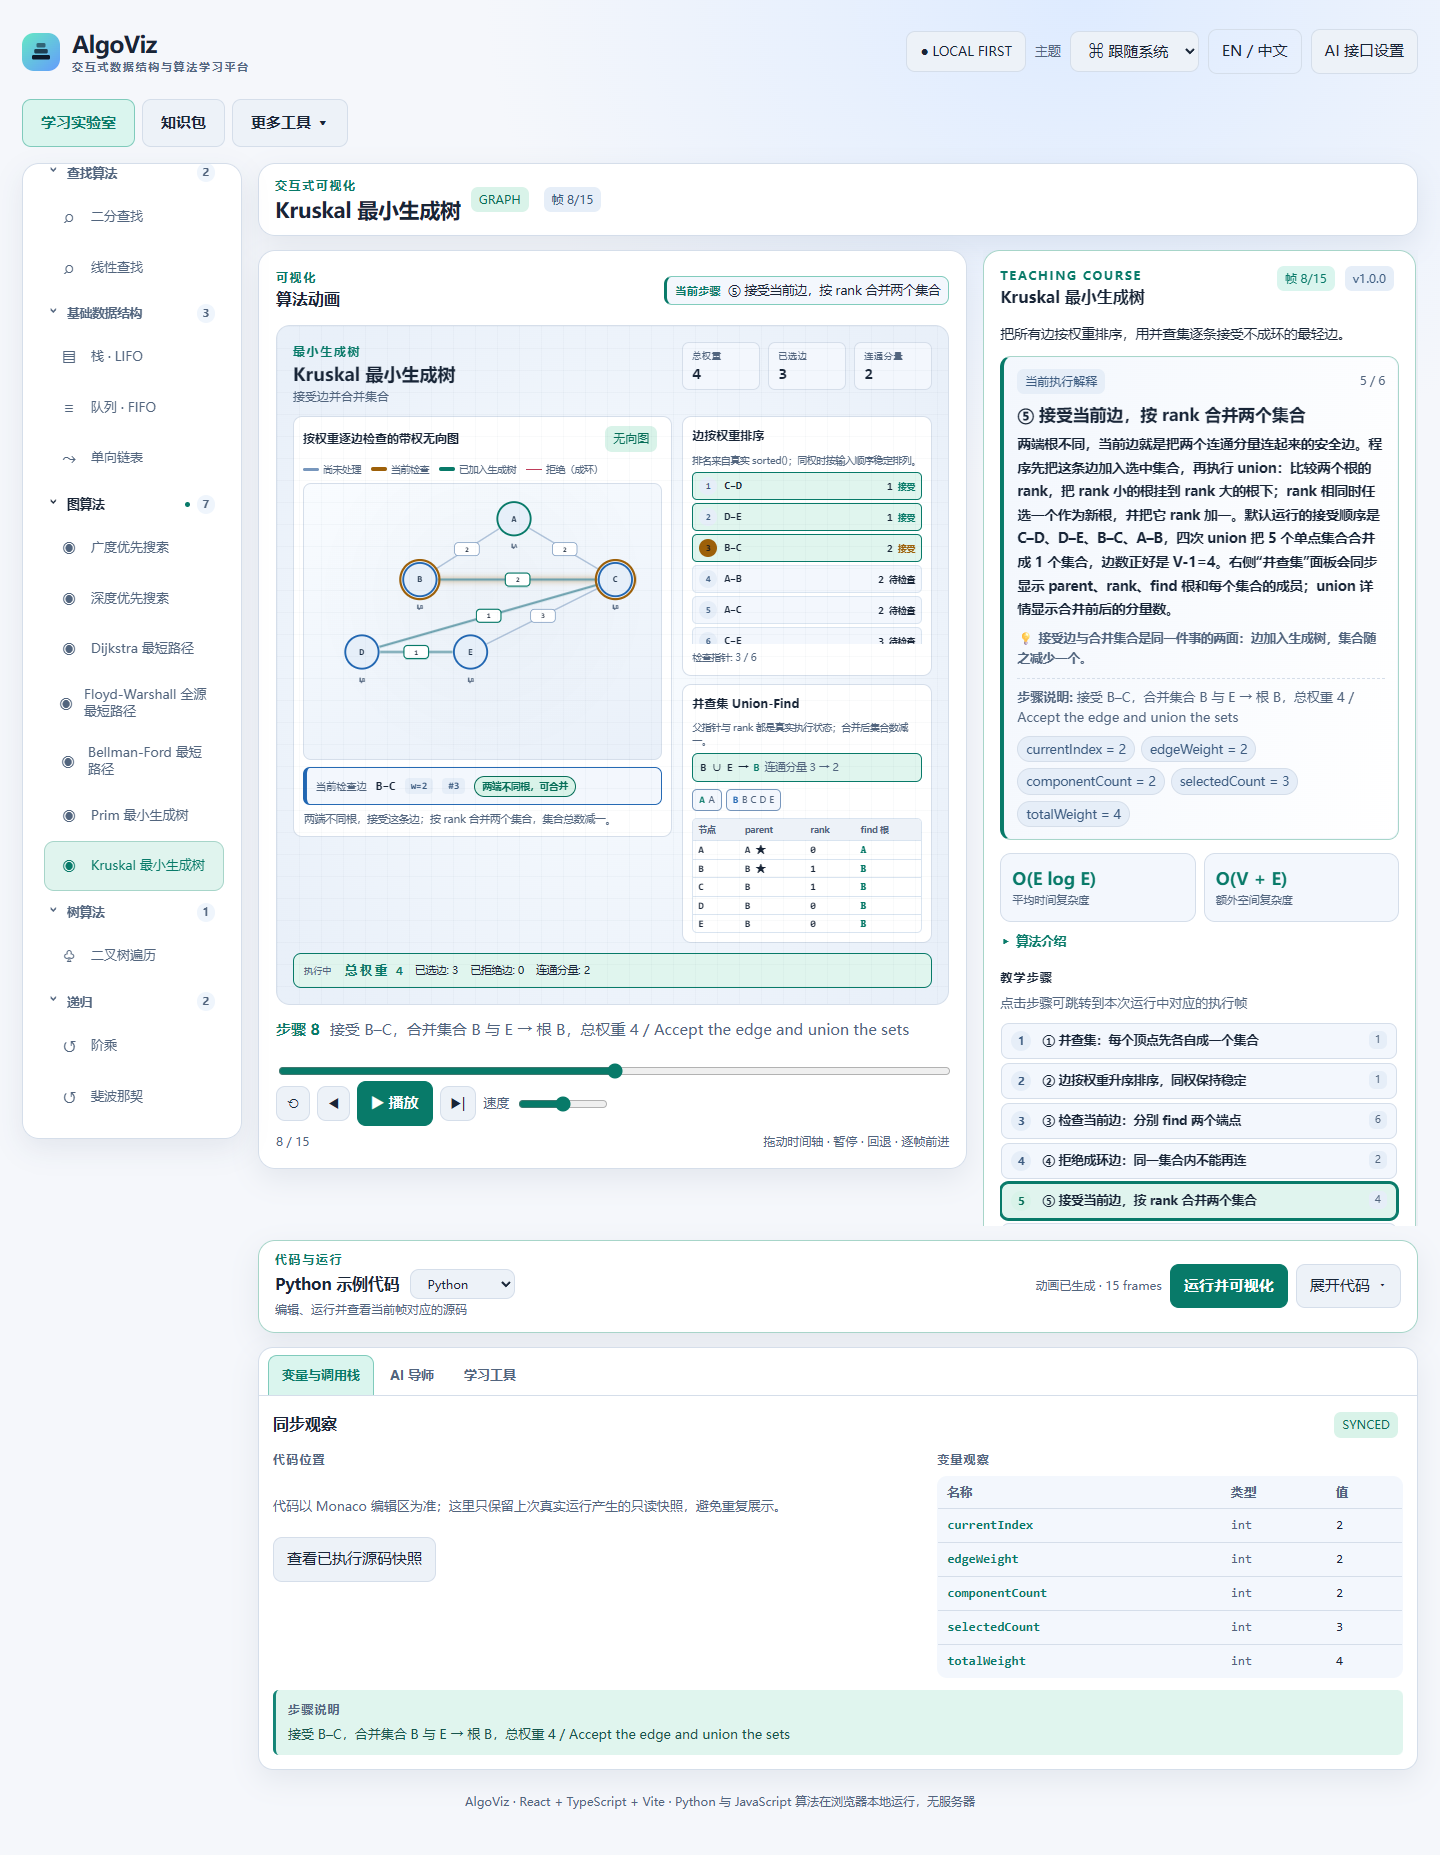 AlgoViz
交互式数据结构与算法学习平台
● LOCAL FIRST
主题
⌘ 跟随系统
EN / 中文
AI 接口设置
学习实验室
知识包
更多工具 ▾
查找算法 2
二分查找
线性查找
基础数据结构 3
栈 · LIFO
队列 · FIFO
单向链表
图算法 7
广度优先搜索
深度优先搜索
Dijkstra 最短路径
Floyd-Warshall 全源
最短路径
Bellman-Ford 最短
路径
Prim 最小生成树
Kruskal 最小生成树
树算法 1
二叉树遍历
递归 2
阶乘
斐波那契
交互式可视化
Kruskal 最小生成树
GRAPH
帧 8/15
可视化
算法动画
当前步骤 ⑤ 接受当前边，按 rank 合并两个集合
最小生成树
Kruskal 最小生成树
接受边并合并集合
总权重
4
已选边
3
连通分量
2
按权重逐边检查的带权无向图
无向图
尚未处理 当前检查 已加入生成树 拒绝（成环）
A
2 2
B 2 C
1 3
D 1 E
当前检查边 B–C w=2 #3 两端不同根，可合并
两端不同根，接受这条边；按 rank 合并两个集合，集合总数减一。
边按权重排序
排名来自真实 sorted()；同权时按输入顺序稳定排列。
1 C–D 1 接受
2 D–E 1 接受
3 B–C 2 接受
4 A–B 2 待检查
5 A–C 2 待检查
6 C–E 3 待检查
检查指针: 3 / 6
并查集 Union-Find
父指针与 rank 都是真实执行状态；合并后集合数减
一。
B ∪ E → B 连通分量 3 → 2
A A
B B C D E
节点 parent rank find 根
A A ★ 0 A
B B ★ 1 B
C B 1 B
D B 0 B
E B 0 B
执行中 总权重 4 已选边: 3 已拒绝边: 0 连通分量: 2
步骤 8 接受 B–C，合并集合 B 与 E → 根 B，总权重 4 / Accept the edge and union the sets
▶ 播放
速度
8 / 15
拖动时间轴 · 暂停 · 回退 · 逐帧前进
TEACHING COURSE
Kruskal 最小生成树
帧 8/15
v1.0.0
把所有边按权重排序，用并查集逐条接受不成环的最轻边。
当前执行解释
5 / 6
⑤ 接受当前边，按 rank 合并两个集合
两端根不同，当前边就是把两个连通分量连起来的安全边。程
序先把这条边加入选中集合，再执行 union：比较两个根的
rank，把 rank 小的根挂到 rank 大的根下；rank 相同时任
选一个作为新根，并把它 rank 加一。默认运行的接受顺序是
C–D、D–E、B–C、A–B，四次 union 把 5 个单点集合合并
成 1 个集合，边数正好是 V-1=4。右侧“并查集”面板会同步
显示 parent、rank、find 根和每个集合的成员；union 详
情显示合并前后的分量数。
💡 接受边与合并集合是同一件事的两面：边加入生成树，集合随
之减少一个。
步骤说明: 接受 B–C，合并集合 B 与 E → 根 B，总权重 4 /
Accept the edge and union the sets
currentIndex = 2
edgeWeight = 2
componentCount = 2
selectedCount = 3
totalWeight = 4
O(E log E)
平均时间复杂度
O(V + E)
额外空间复杂度
▸ 算法介绍
教学步骤
点击步骤可跳转到本次运行中对应的执行帧
1 ① 并查集：每个顶点先各自成一个集合 1
2 ② 边按权重升序排序，同权保持稳定 1
3 ③ 检查当前边：分别 find 两个端点 6
4 ④ 拒绝成环边：同一集合内不能再连 2
5 ⑤ 接受当前边，按 rank 合并两个集合 4
代码与运行
Python 示例代码
Python
编辑、运行并查看当前帧对应的源码
动画已生成 · 15 frames
运行并可视化
展开代码
变量与调用栈
AI 导师
学习工具
同步观察
SYNCED
代码位置
代码以 Monaco 编辑区为准；这里只保留上次真实运行产生的只读快照，避免重复展示。
查看已执行源码快照
变量观察
名称 类型 值
currentIndex int 2
edgeWeight int 2
componentCount int 2
selectedCount int 3
totalWeight int 4
步骤说明
接受 B–C，合并集合 B 与 E → 根 B，总权重 4 / Accept the edge and union the sets
AlgoViz · React + TypeScript + Vite · Python 与 JavaScript 算法在浏览器本地运行，无服务器